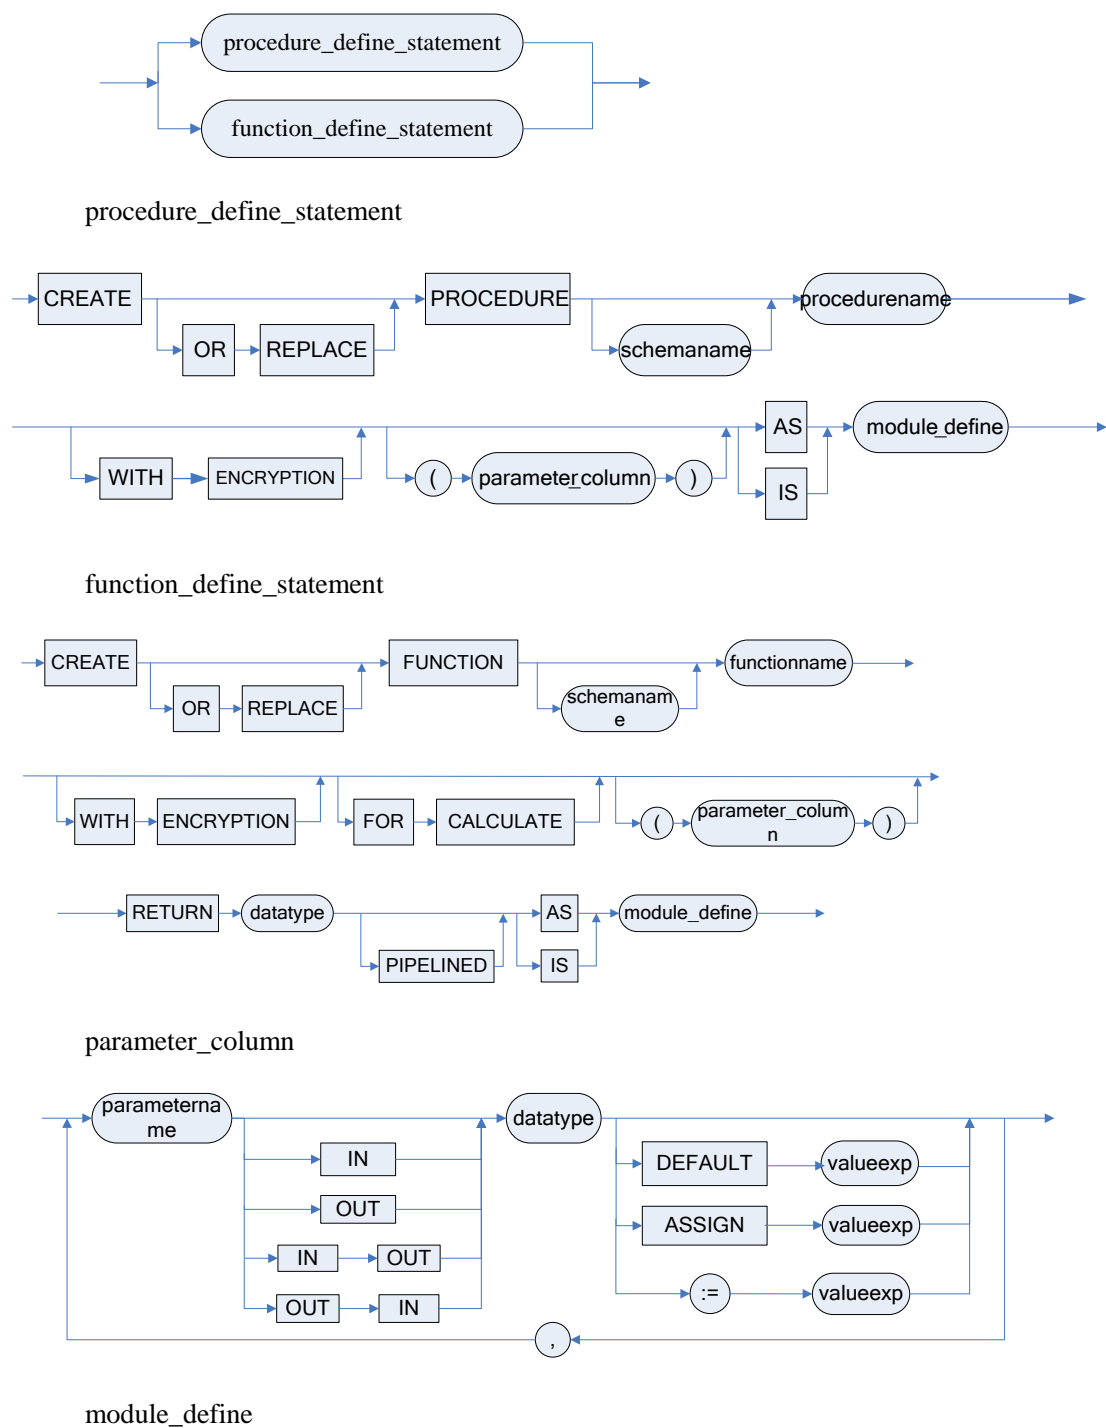 procedure_define_statement
function_define_statement
procedure_define_statement
CREATE OR REPLACE PROCEDURE schemaname procedurename
WITH ENCRYPTION ( parameter_column ) AS IS module_define
function_define_statement
CREATE OR REPLACE FUNCTION schemanam
e functionname
WITH ENCRYPTION FOR CALCULATE ( parameter_colum
n )
RETURN datatype PIPELINED AS IS module_define
parameter_column
parameterna
me
IN
OUT
IN OUT
OUT IN
datatype
DEFAULT valueexp
ASSIGN valueexp
:= valueexp
,
module_define